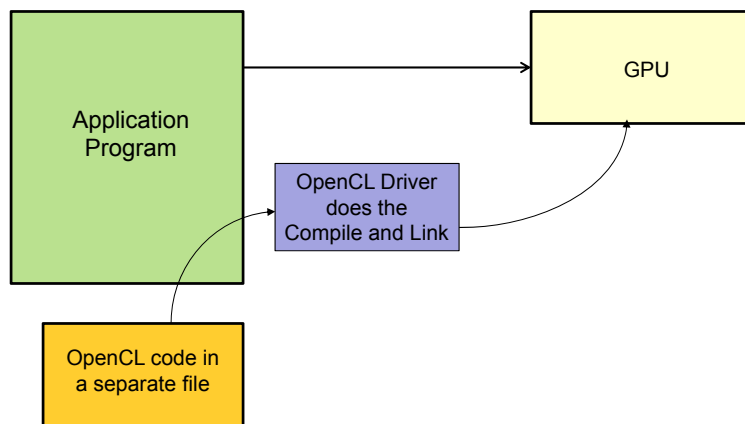 Application
Program
GPU
OpenCL Driver
does the
Compile and Link
OpenCL code in
a separate file